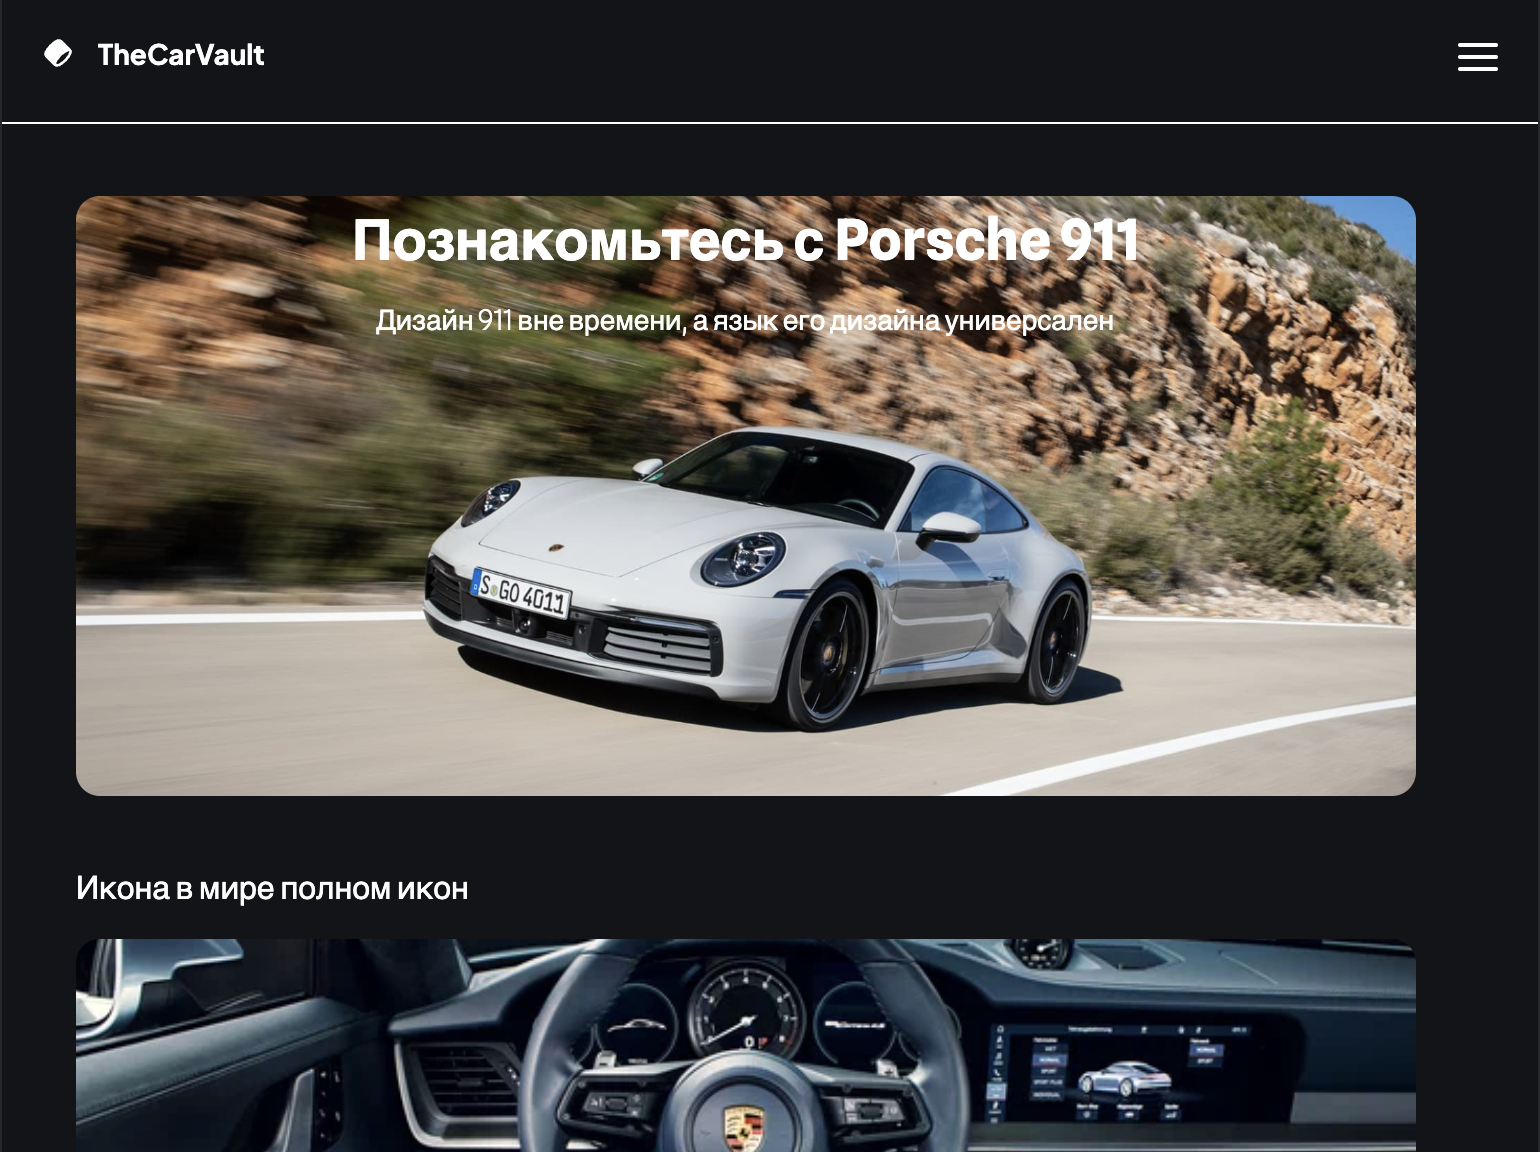 TheCarVault
Познакомьтесь с Porsche 911
Дизайн 911 вне времени, а язык его дизайна универсален
S GO 4011
Икона в мире полном икон